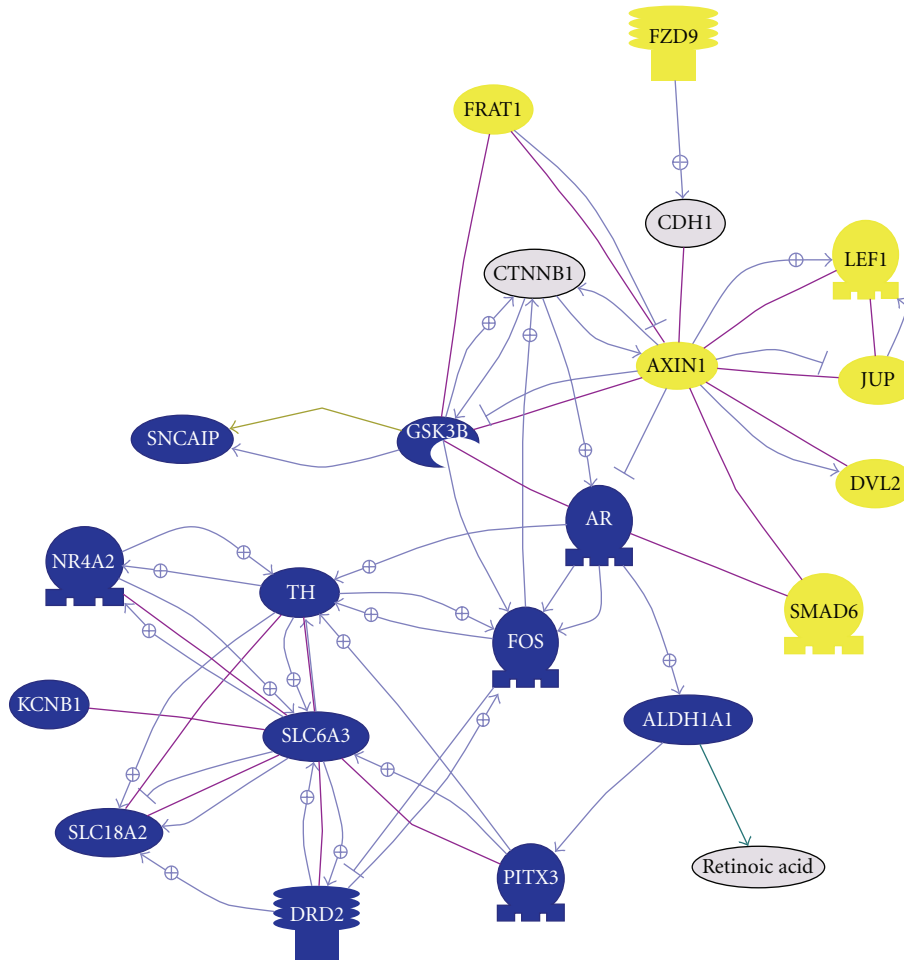 FZD9
FRAT1
CDH1
LEF1
CTNNB1
AXIN1
JUP
GSK3B
SNCAIP
DVL2
AR
NR4A2
TH
SMAD6
FOS
KCNB1
ALDH1A1
SLC6A3
SLC18A2
Retinoic acid
PITX3
DRD2